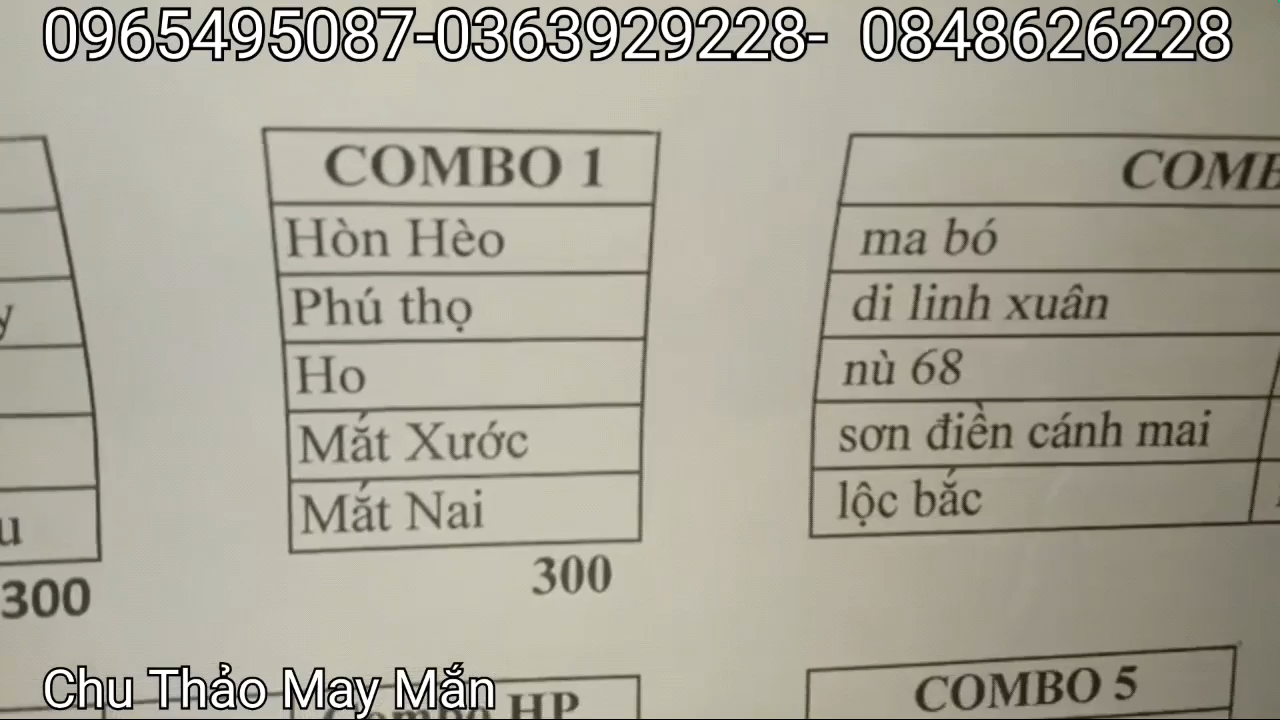 0965495087-0363929228- 0848626228
COMBO 1
Hòn Hèo
Phú thọ
Ho
Mắt Xước
Mắt Nai
300
ma bó
di linh xuân
nù 68
sơn điền cánh mai
lộc bắc
300
Chu Thảo May Mắn
HP
COMBO 5